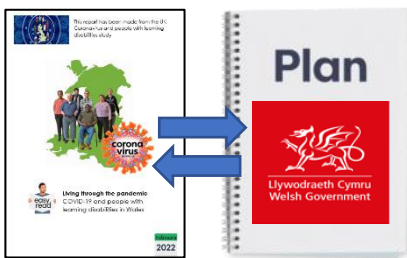 This report has been made from the UK
Coronavirus and people with learning
disabilities study
corona
virus
easy
read
Living through the pandemic
COVID-19 and people with
learning disabilities in Wales
2022
Plan
Llywodraeth Cymru
Welsh Government